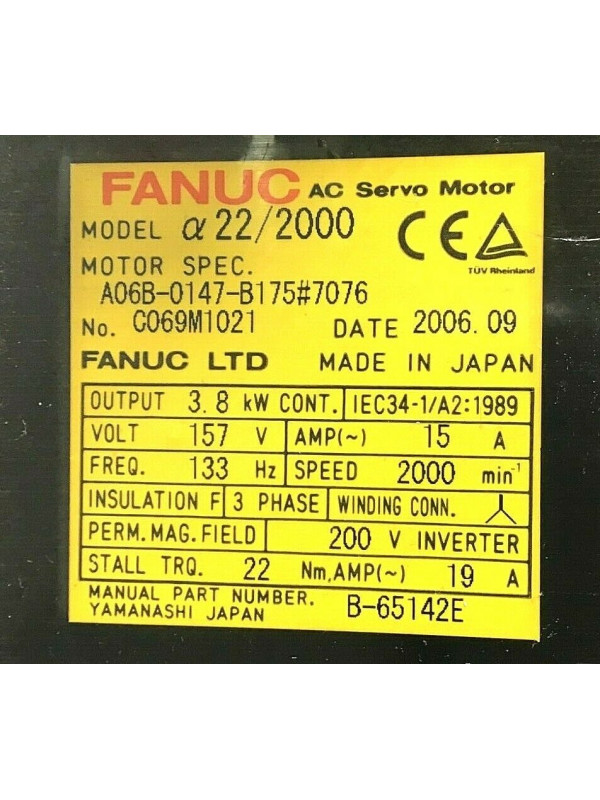 FANUC AC Servo Motor
MODEL α22/2000
CE
TÜV Rheinland
MOTOR SPEC.
A06B-0147-B175#7076
No. C069M1021 DATE 2006.09
FANUC LTD MADE IN JAPAN
OUTPUT 3.8 kW CONT. IEC34-1/A2:1989
VOLT 157 V AMP(~) 15 A
FREQ. 133 Hz SPEED 2000 min⁻¹
INSULATION F 3 PHASE WINDING CONN.
PERM.MAG.FIELD 200 V INVERTER
STALL TRQ. 22 Nm,AMP(~) 19 A
MANUAL PART NUMBER. B-65142E
YAMANASHI JAPAN